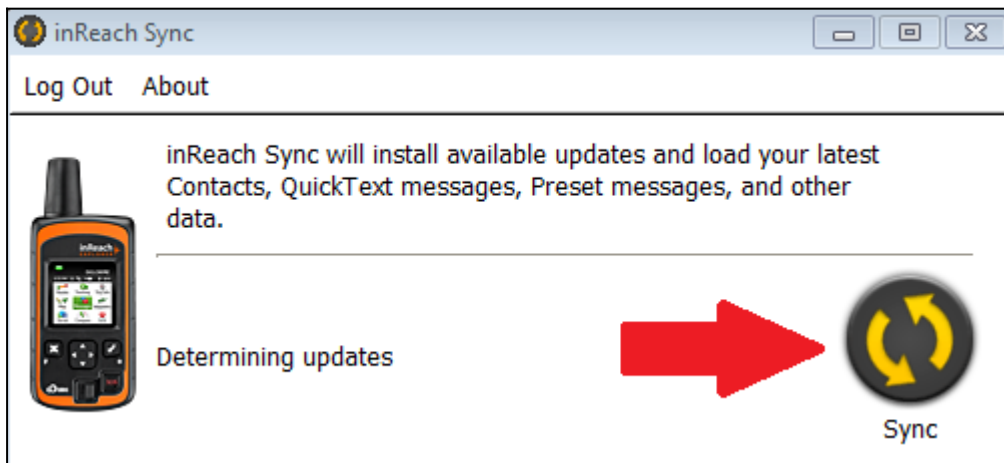 inReach Sync
Log Out About
inReach Sync will install available updates and load your latest
Contacts, QuickText messages, Preset messages, and other
data.
inReach
Determining updates
Sync